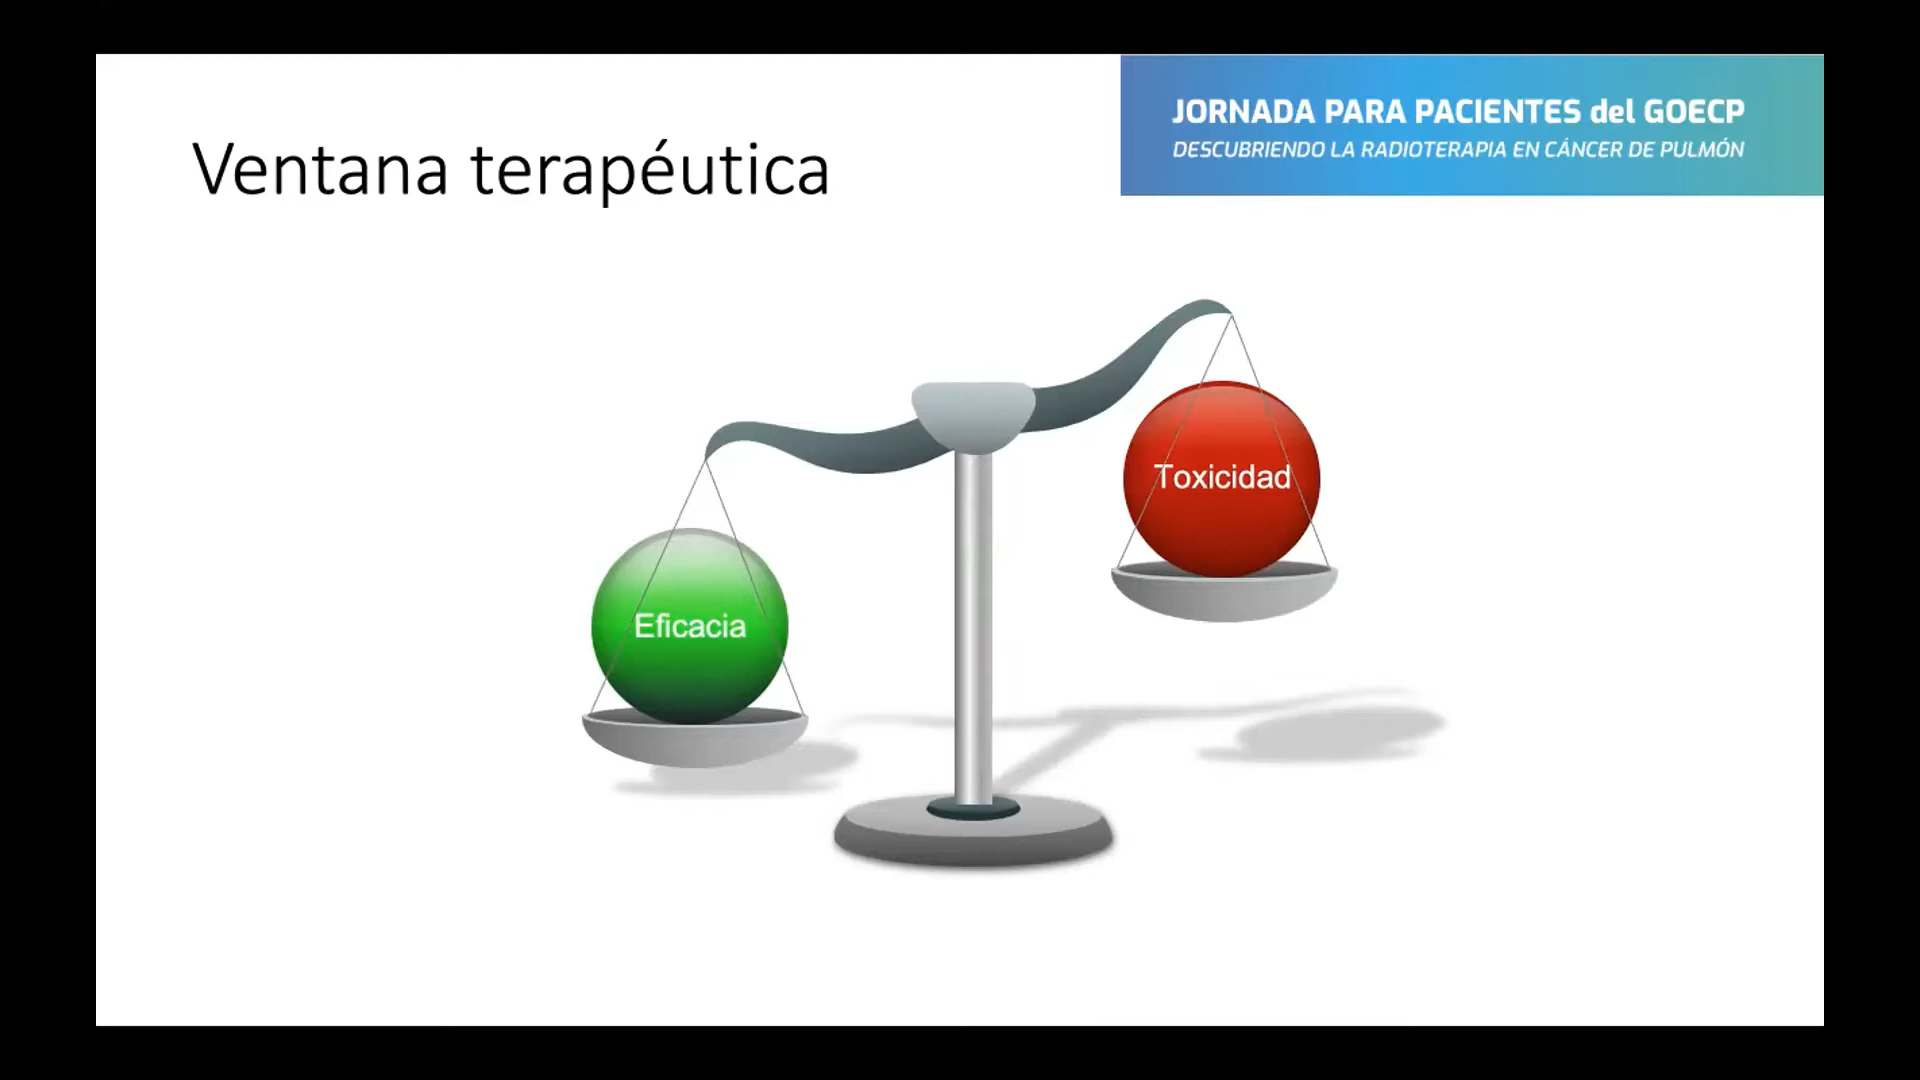 JORNADA PARA PACIENTES del GOECP
DESCUBRIENDO LA RADIOTERAPIA EN CÁNCER DE PULMÓN
Ventana terapéutica
Toxicidad
Eficacia